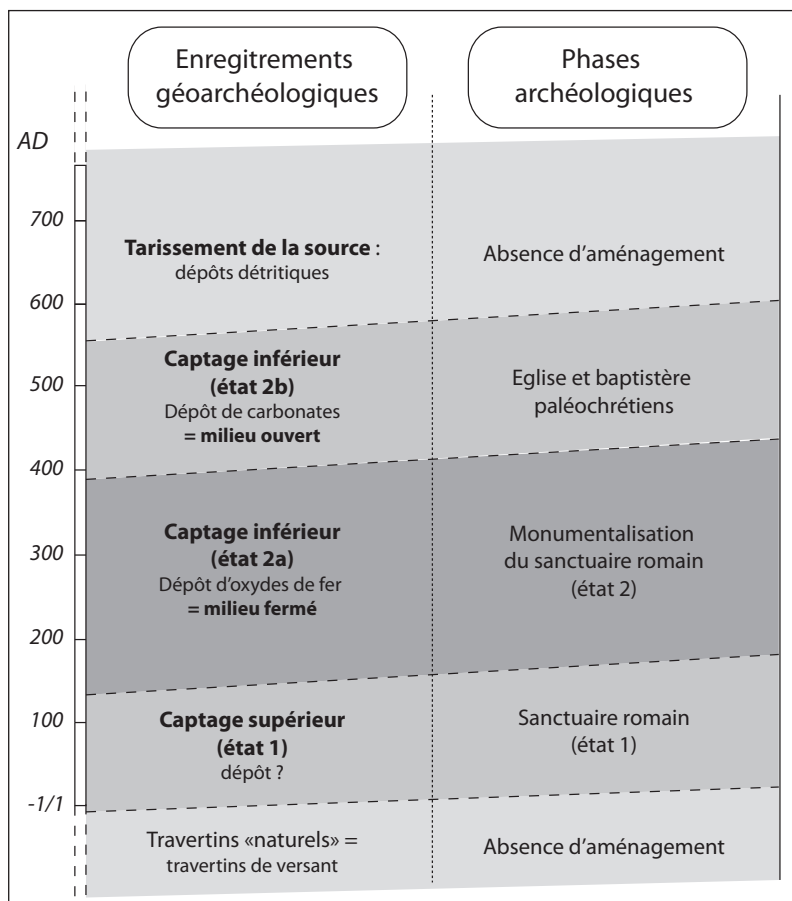 Enregitrements
géoarchéologiques
Phases
archéologiques
AD
700
Tarissement de la source :
dépôts détritiques
Absence d'aménagement
600
Captage inférieur
(état 2b)
Dépôt de carbonates
= milieu ouvert
500
Eglise et baptistère
paléochrétiens
400
Captage inférieur
(état 2a)
Dépôt d'oxydes de fer
= milieu fermé
300
Monumentalisation
du sanctuaire romain
(état 2)
200
100
Captage supérieur
(état 1)
dépôt ?
Sanctuaire romain
(état 1)
-1/1
Travertins «naturels» =
travertins de versant
Absence d'aménagement